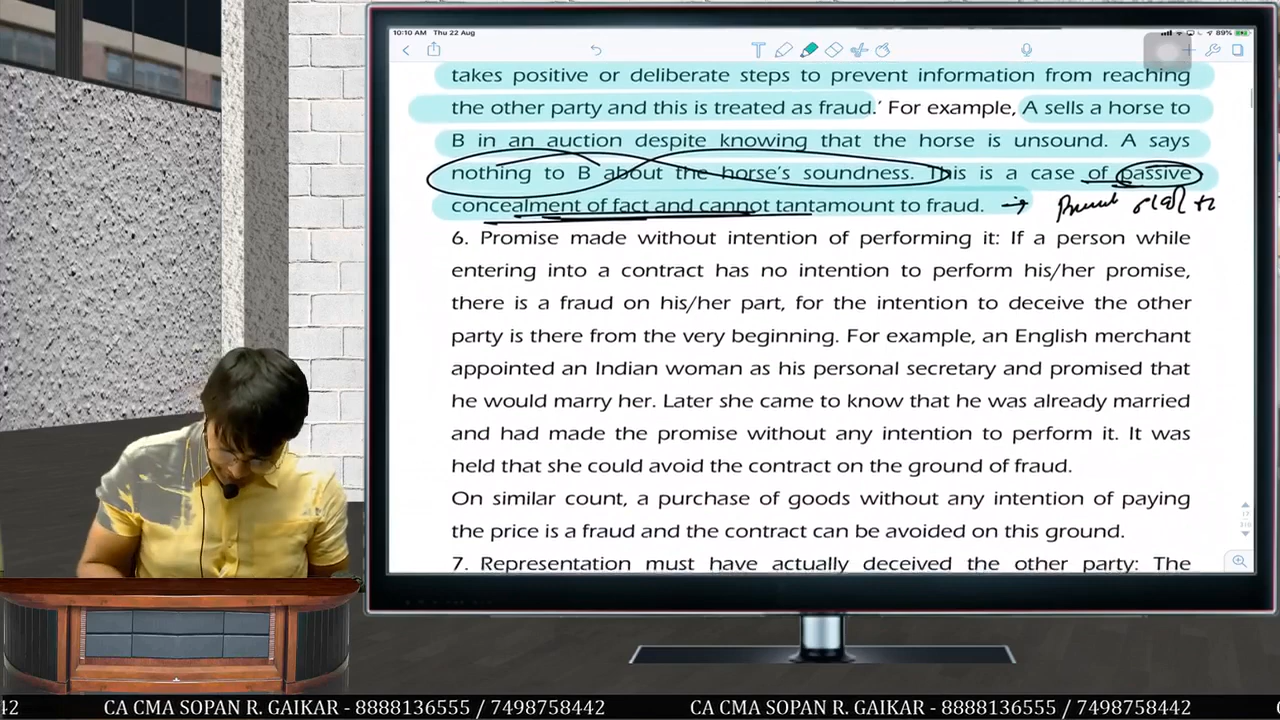 10:10 AM Thu 22 Aug
89%
takes positive or deliberate steps to prevent information from reaching
the other party and this is treated as fraud.' For example, A sells a horse to
B in an auction despite knowing that the horse is unsound. A says
nothing to B about the horse's soundness. This is a case of passive
concealment of fact and cannot tantamount to fraud.
6. Promise made without intention of performing it: If a person while
entering into a contract has no intention to perform his/her promise,
there is a fraud on his/her part, for the intention to deceive the other
party is there from the very beginning. For example, an English merchant
appointed an Indian woman as his personal secretary and promised that
he would marry her. Later she came to know that he was already married
and had made the promise without any intention to perform it. It was
held that she could avoid the contract on the ground of fraud.
On similar count, a purchase of goods without any intention of paying
the price is a fraud and the contract can be avoided on this ground.
7. Representation must have actually deceived the other party: The
42 CA CMA SOPAN R. GAIKAR - 8888136555 / 7498758442 CA CMA SOPAN R. GAIKAR - 8888136555 / 7498758442